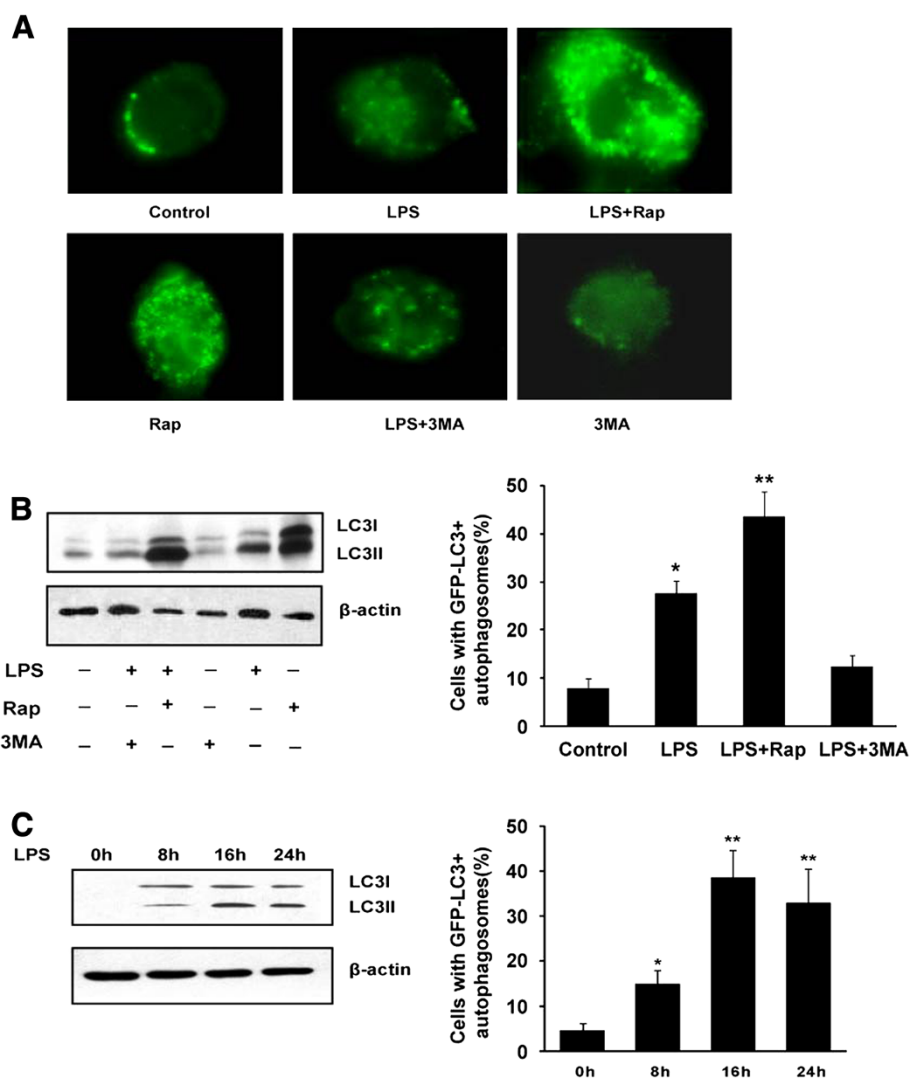 A
Control LPS LPS+Rap
Rap LPS+3MA 3MA
B
LC3I
LC3II
β-actin
LPS – + + – + –
Rap – – + – – +
3MA – + – + – –
Cells with GFP-LC3+
autophagosomes(%)
50
40
30
20
10
0
*
**
Control LPS LPS+Rap LPS+3MA
C
LPS 0h 8h 16h 24h
LC3I
LC3II
β-actin
Cells with GFP-LC3+
autophagosomes(%)
50
40
30
20
10
0
*
**
**
0h 8h 16h 24h